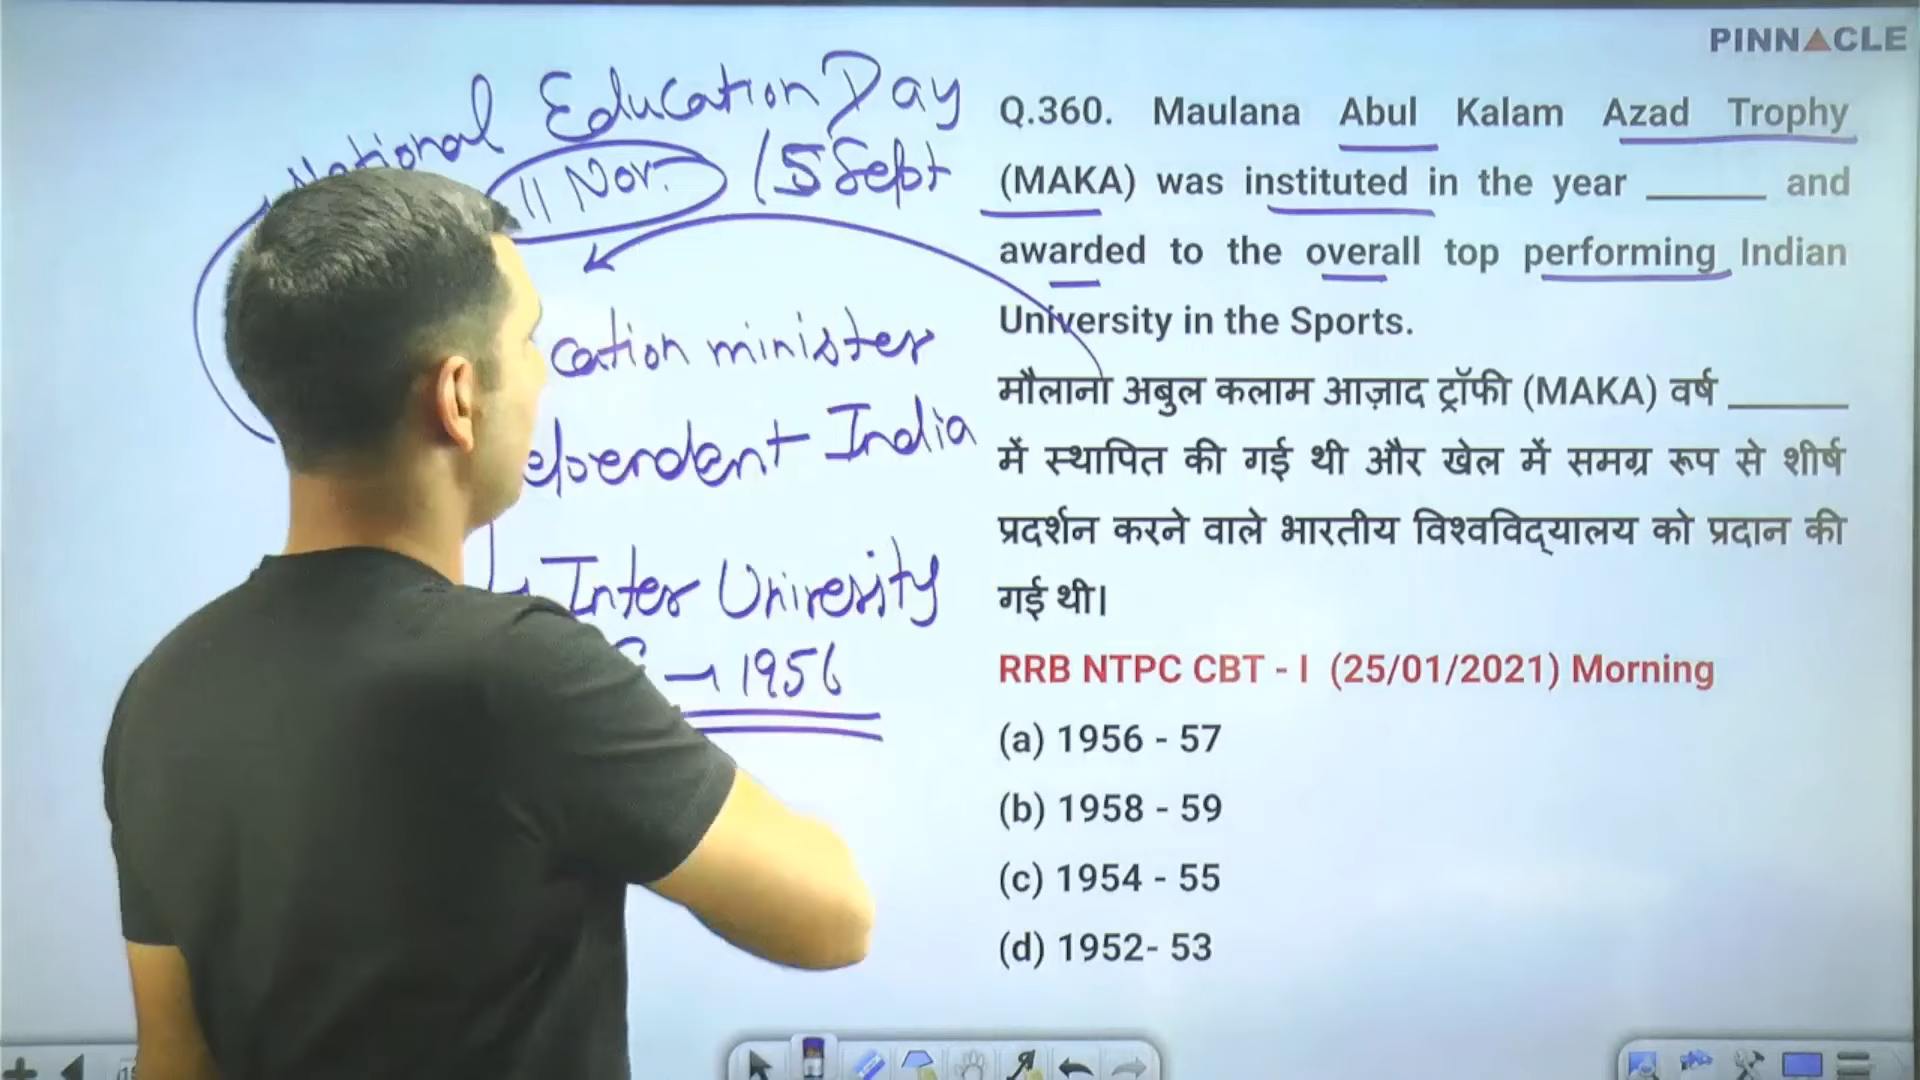 PINNACLE
National Education Day
11 Nov. (5 Sept
cation minister
ependent India
Inter University
→ 1956
Q.360. Maulana Abul Kalam Azad Trophy
(MAKA) was instituted in the year ______ and
awarded to the overall top performing Indian
University in the Sports.
मौलाना अबुल कलाम आज़ाद ट्रॉफी (MAKA) वर्ष ______
में स्थापित की गई थी और खेल में समग्र रूप से शीर्ष
प्रदर्शन करने वाले भारतीय विश्वविद्यालय को प्रदान की
गई थी।
RRB NTPC CBT - I (25/01/2021) Morning
(a) 1956 - 57
(b) 1958 - 59
(c) 1954 - 55
(d) 1952- 53